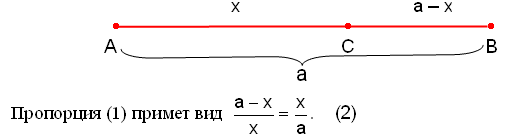 x a – x
A C B
a
Пропорция (1) примет вид (a – x)/x = x/a. (2)